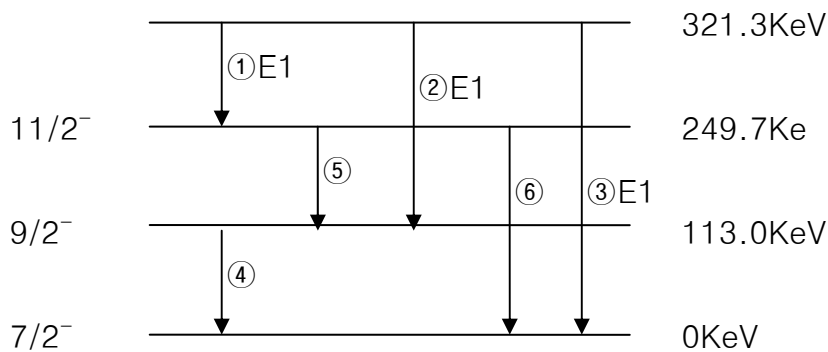 321.3KeV
①E1
②E1
11/2⁻ 249.7Ke
⑤
⑥
③E1
9/2⁻ 113.0KeV
④
7/2⁻ 0KeV